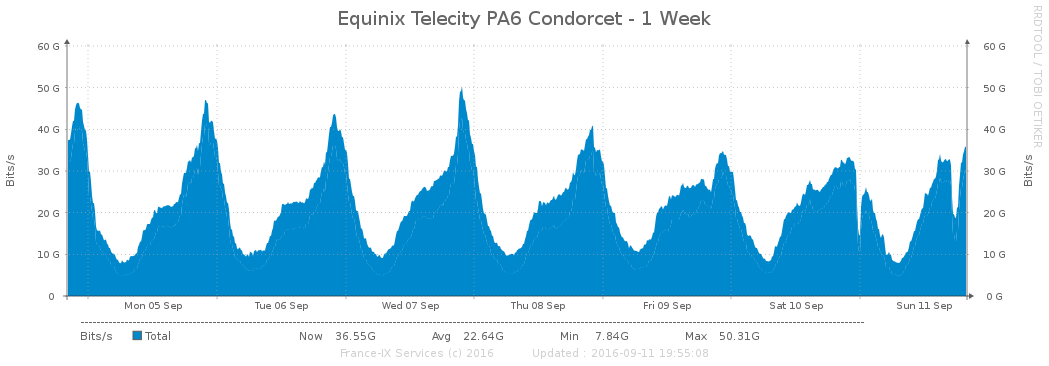 Equinix Telecity PA6 Condorcet - 1 Week
RRDTOOL / TOBI OETIKER
Bits/s
60 G 60 G
50 G 50 G
40 G 40 G
30 G 30 G
20 G 20 G
10 G 10 G
0 0 G
Bits/s
Mon 05 Sep Tue 06 Sep Wed 07 Sep Thu 08 Sep Fri 09 Sep Sat 10 Sep Sun 11 Sep
Bits/s Total Now 36.55G Avg 22.64G Min 7.84G Max 50.31G
France-IX Services (c) 2016 Updated : 2016-09-11 19:55:08